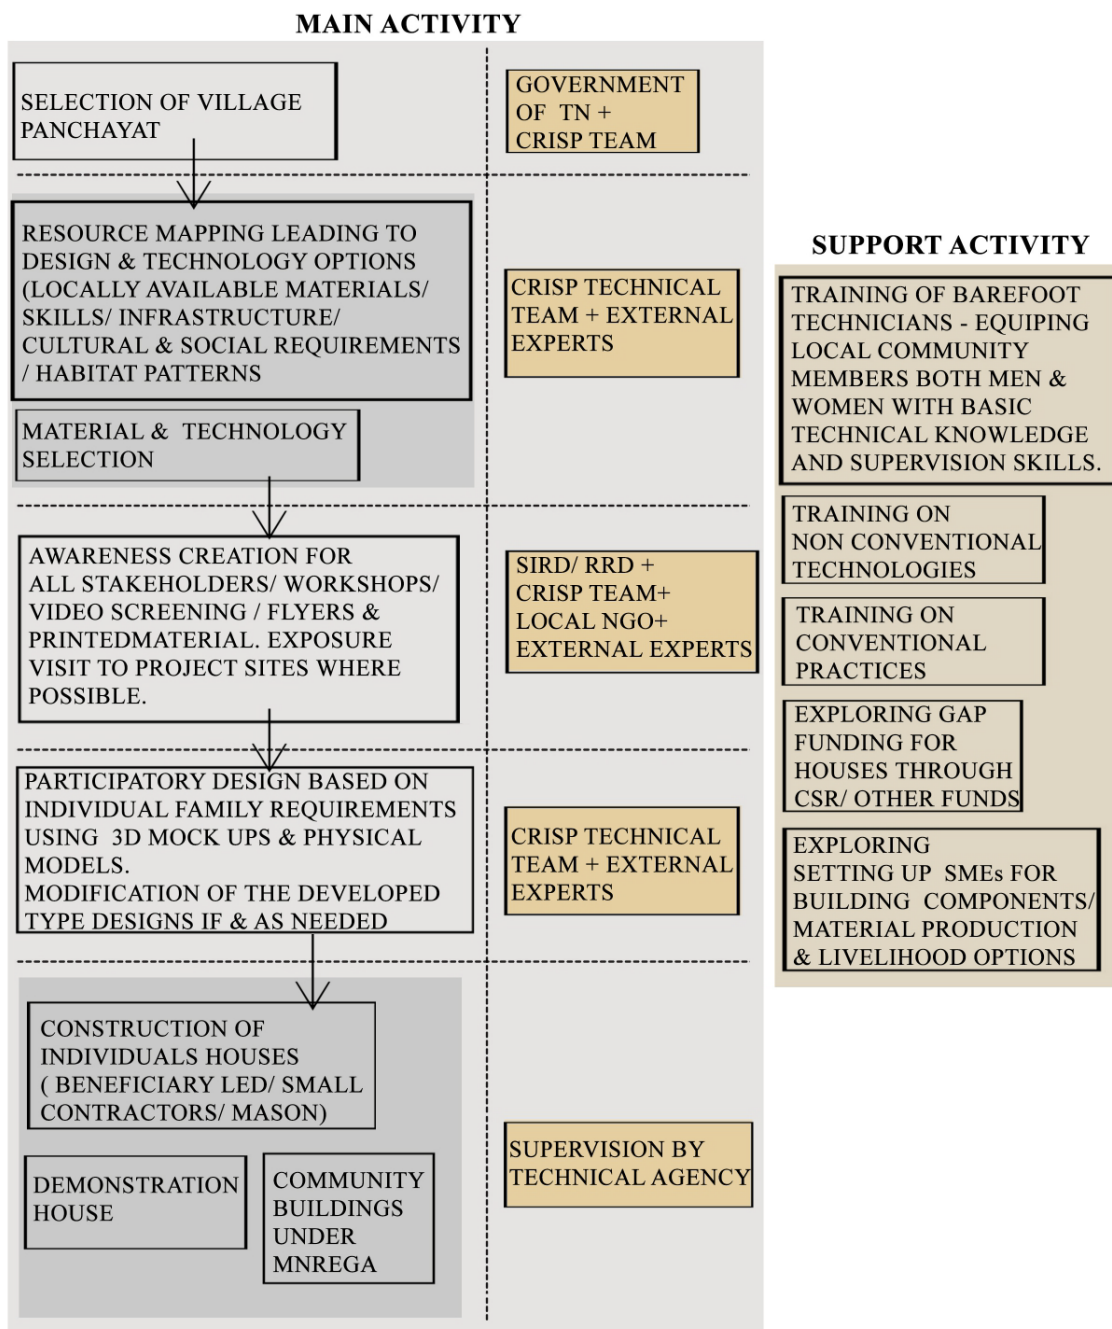 MAIN ACTIVITY
SELECTION OF VILLAGE
PANCHAYAT
GOVERNMENT
OF TN +
CRISP TEAM
RESOURCE MAPPING LEADING TO
DESIGN & TECHNOLOGY OPTIONS
(LOCALLY AVAILABLE MATERIALS/
SKILLS/ INFRASTRUCTURE/
CULTURAL & SOCIAL REQUIREMENTS
/ HABITAT PATTERNS
CRISP TECHNICAL
TEAM + EXTERNAL
EXPERTS
MATERIAL & TECHNOLOGY
SELECTION
AWARENESS CREATION FOR
ALL STAKEHOLDERS/ WORKSHOPS/
VIDEO SCREENING / FLYERS &
PRINTEDMATERIAL. EXPOSURE
VISIT TO PROJECT SITES WHERE
POSSIBLE.
SIRD/ RRD +
CRISP TEAM+
LOCAL NGO+
EXTERNAL EXPERTS
PARTICIPATORY DESIGN BASED ON
INDIVIDUAL FAMILY REQUIREMENTS
USING 3D MOCK UPS & PHYSICAL
MODELS.
MODIFICATION OF THE DEVELOPED
TYPE DESIGNS IF & AS NEEDED
CRISP TECHNICAL
TEAM + EXTERNAL
EXPERTS
CONSTRUCTION OF
INDIVIDUALS HOUSES
( BENEFICIARY LED/ SMALL
CONTRACTORS/ MASON)
DEMONSTRATION
HOUSE
COMMUNITY
BUILDINGS
UNDER
MNREGA
SUPERVISION BY
TECHNICAL AGENCY
SUPPORT ACTIVITY
TRAINING OF BAREFOOT
TECHNICIANS - EQUIPING
LOCAL COMMUNITY
MEMBERS BOTH MEN &
WOMEN WITH BASIC
TECHNICAL KNOWLEDGE
AND SUPERVISION SKILLS.
TRAINING ON
NON CONVENTIONAL
TECHNOLOGIES
TRAINING ON
CONVENTIONAL
PRACTICES
EXPLORING GAP
FUNDING FOR
HOUSES THROUGH
CSR/ OTHER FUNDS
EXPLORING
SETTING UP SMEs FOR
BUILDING COMPONENTS/
MATERIAL PRODUCTION
& LIVELIHOOD OPTIONS